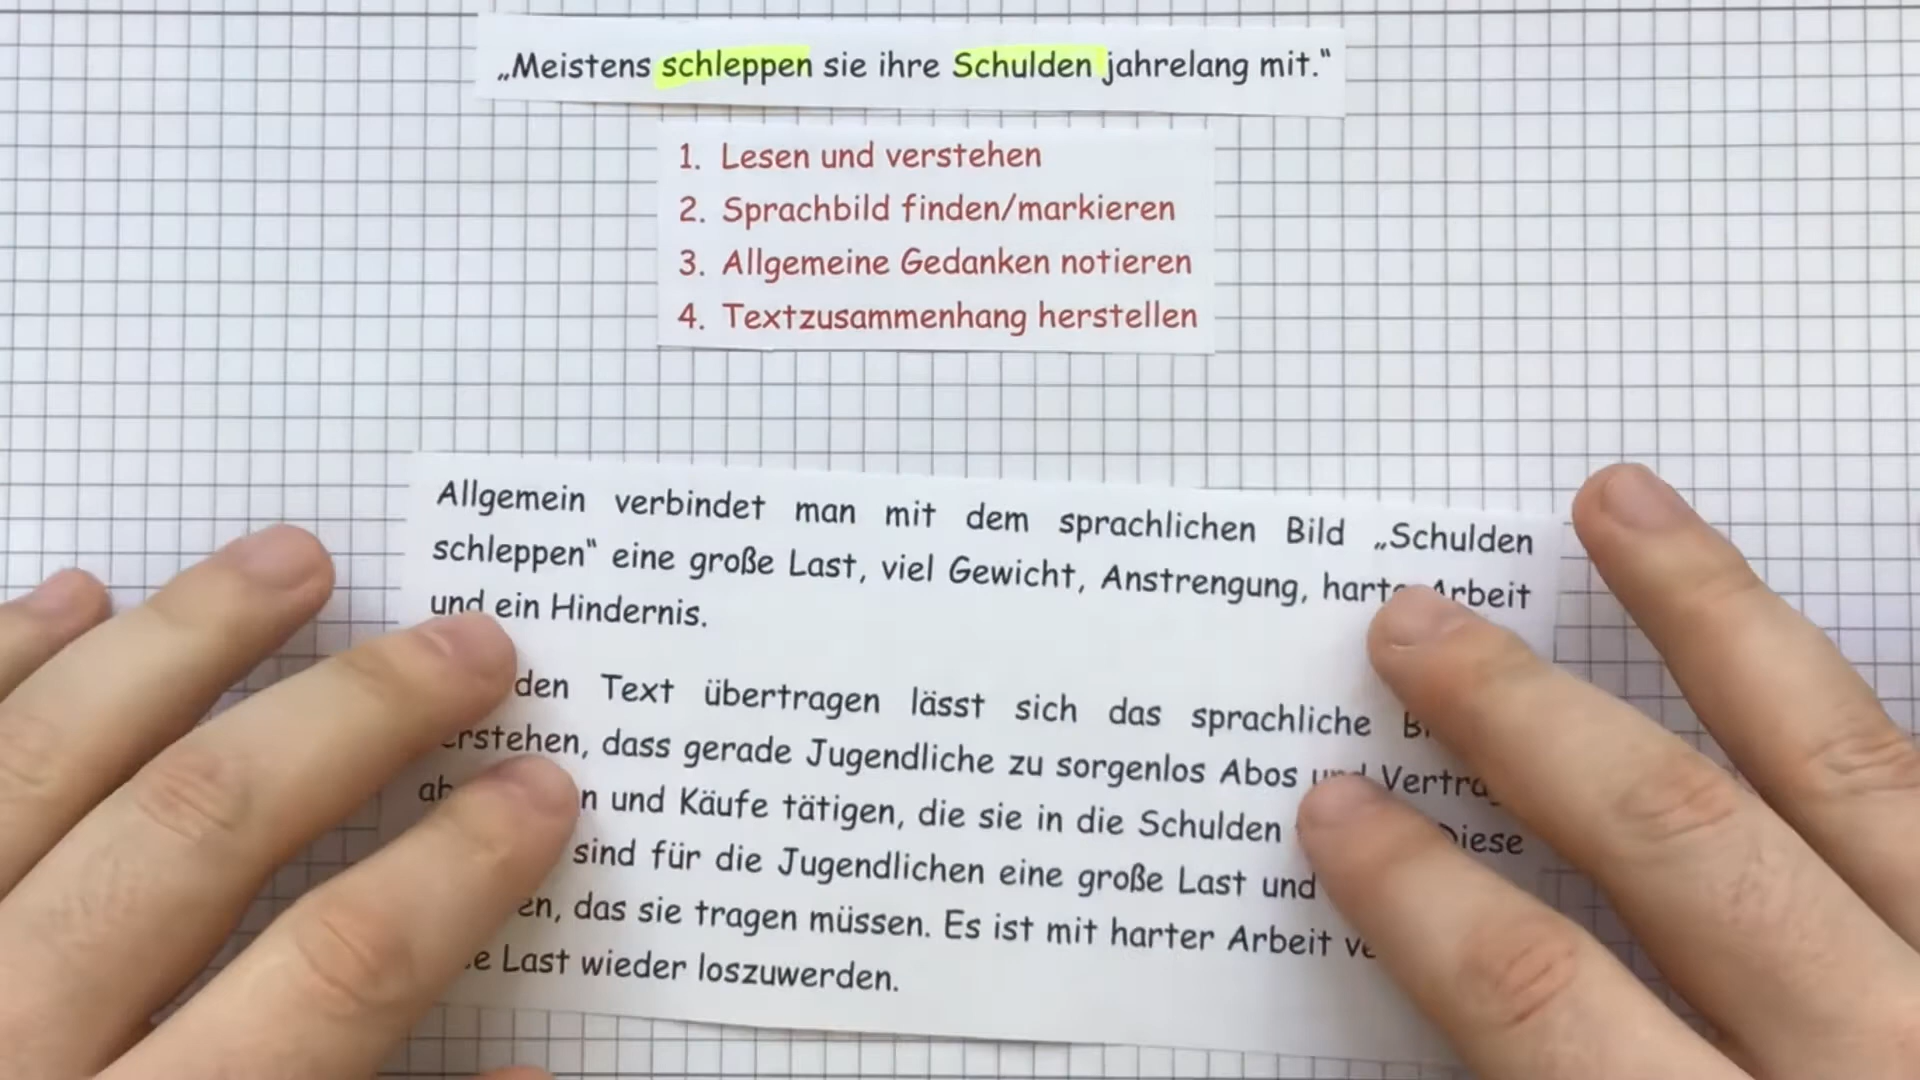 „Meistens schleppen sie ihre Schulden jahrelang mit.“
1. Lesen und verstehen
2. Sprachbild finden/markieren
3. Allgemeine Gedanken notieren
4. Textzusammenhang herstellen
Allgemein verbindet man mit dem sprachlichen Bild „Schulden
schleppen“ eine große Last, viel Gewicht, Anstrengung, harte Arbeit
und ein Hindernis.
den Text übertragen lässt sich das sprachliche
dass gerade Jugendliche zu sorgenlos Abos und
und Käufe tätigen, die sie in die Schulden Diese
sind für die Jugendlichen eine große Last und
das sie tragen müssen. Es ist mit harter Arbeit
Last wieder loszuwerden.